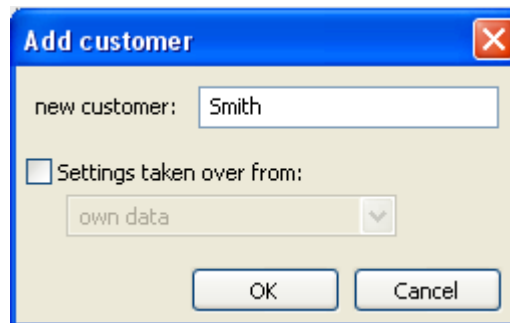 Add customer
new customer: Smith
Settings taken over from:
own data
OK Cancel